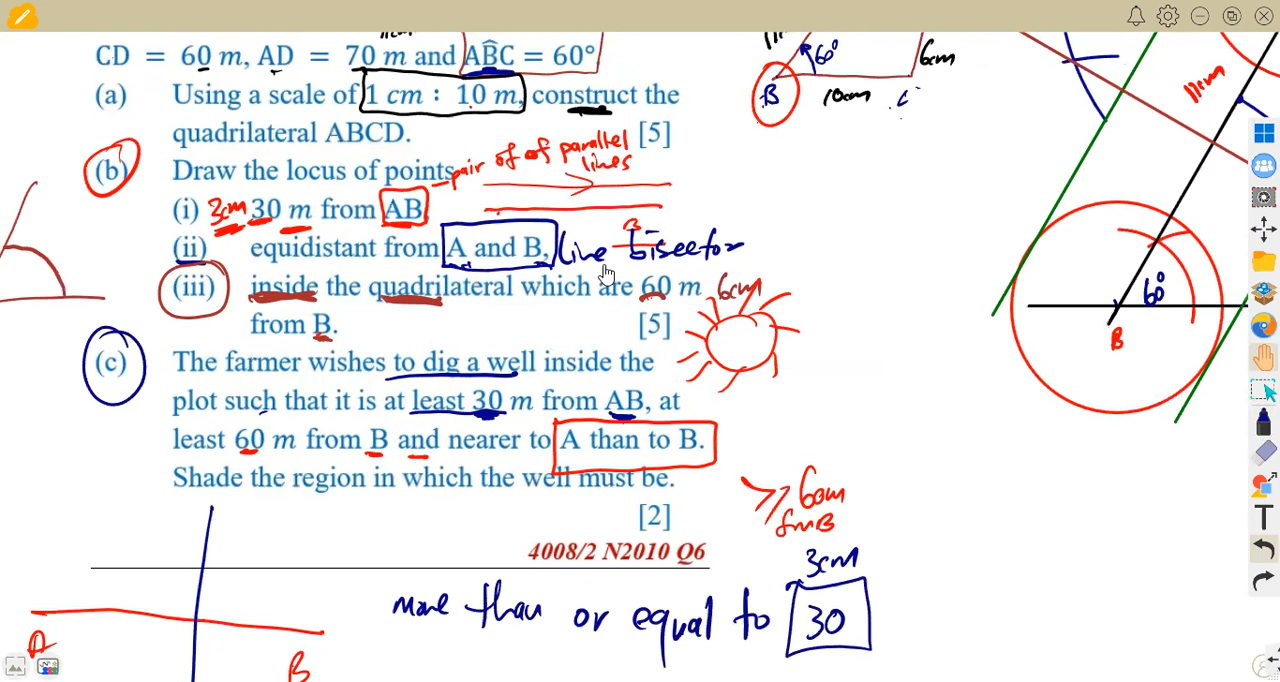 CD = 60 m, AD = 70 m and AB̂C = 60°
(a) Using a scale of 1 cm : 10 m, construct the
quadrilateral ABCD. [5]
(b) Draw the locus of points
pair of of parallel
lines
(i) 3cm 30 m from AB
(ii) equidistant from A and B, line bisector
B
(iii) inside the quadrilateral which are 60 m 6cm
from B. [5]
(c) The farmer wishes to dig a well inside the
plot such that it is at least 30 m from AB, at
least 60 m from B and nearer to A than to B.
Shade the region in which the well must be.
[2]
4008/2 N2010 Q6
⩾ 60m
fmB
3cm
more than or equal to 30
A
B
60°
6cm
B
10cm
C
11cm
60°
B
T